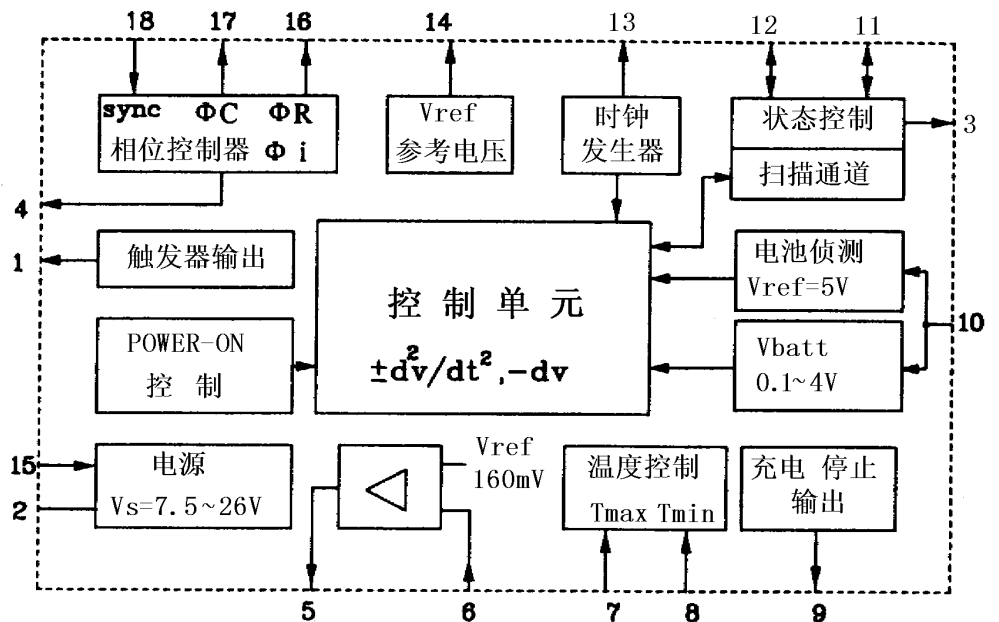 18 17 16 14 13 12 11
sync ΦC ΦR
相位控制器 Φi
Vref
参考电压
时钟
发生器
状态控制
3
扫描通道
4
1
触发器输出
控制单元
±d²v/dt²,-dv
电池侦测
Vref=5V
10
POWER-ON
控制
Vbatt
0.1~4V
15
2
电源
Vs=7.5~26V
Vref
160mV
温度控制
Tmax Tmin
充电 停止
输出
5 6 7 8 9